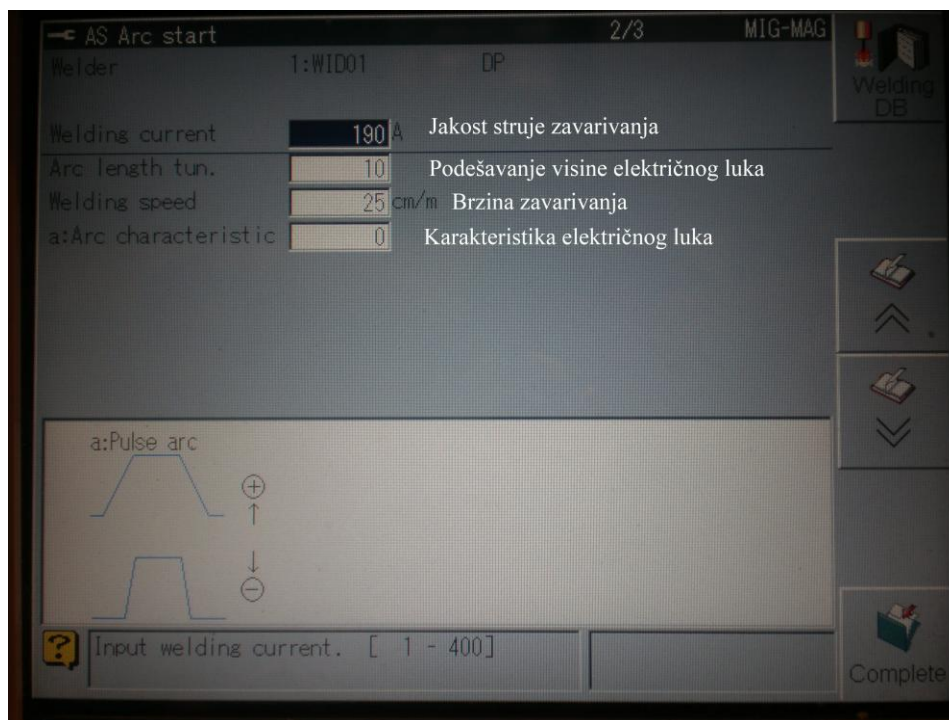 AS Arc start 2/3 MIG-MAG
Welder 1:WID01 DP
Welding DB
Welding current 190 A Jakost struje zavarivanja
Arc length tun. 10 Podešavanje visine električnog luka
Welding speed 25 cm/m Brzina zavarivanja
a:Arc characteristic 0 Karakteristika električnog luka
a:Pulse arc
+
-
? Input welding current. [ 1 - 400]
Complete